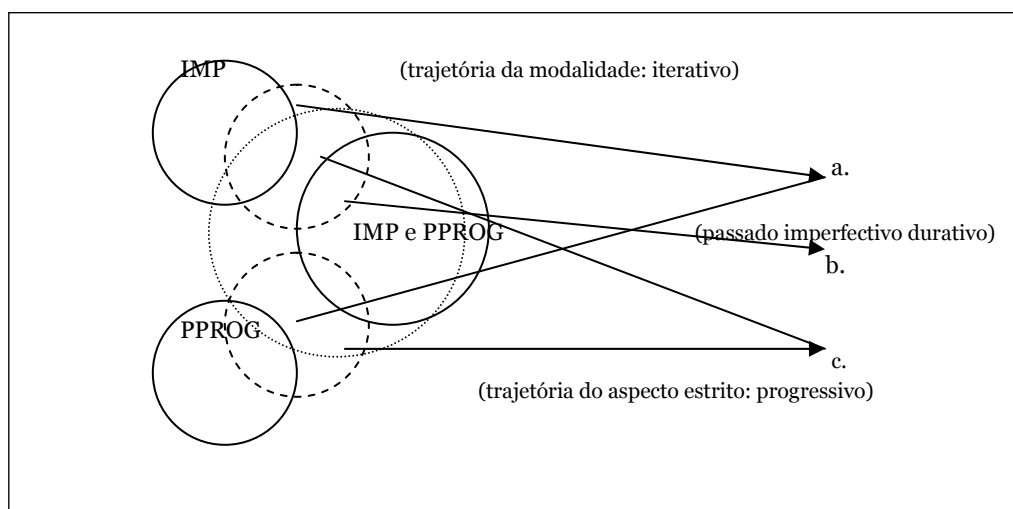 IMP
(trajetória da modalidade: iterativo)
a.
IMP e PPROG
(passado imperfectivo durativo)
b.
PPROG
c.
(trajetória do aspecto estrito: progressivo)